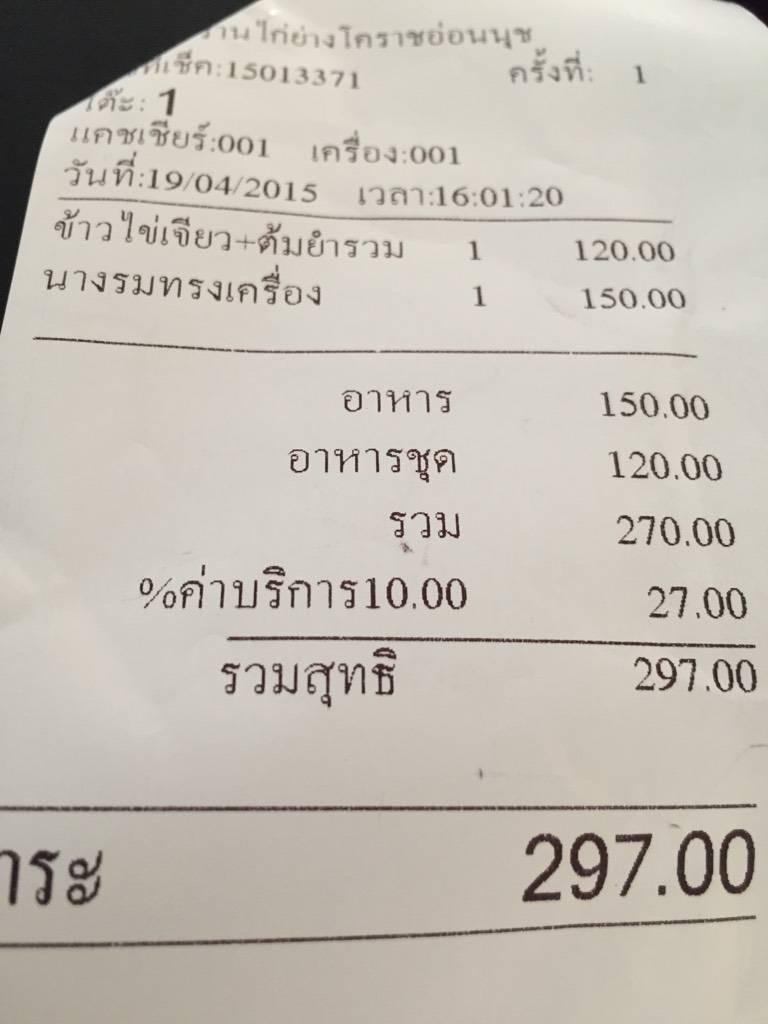 ไก่ย่างโคราชอ่อนนุช
เช็ค:15013371 ครั้งที่: 1
โต๊ะ: 1
แคชเชียร์:001 เครื่อง:001
วันที่:19/04/2015 เวลา:16:01:20
ข้าวไข่เจียว+ต้มยำรวม 1 120.00
นางรมทรงเครื่อง 1 150.00
อาหาร 150.00
อาหารชุด 120.00
รวม 270.00
%ค่าบริการ10.00 27.00
รวมสุทธิ 297.00
าระ 297.00